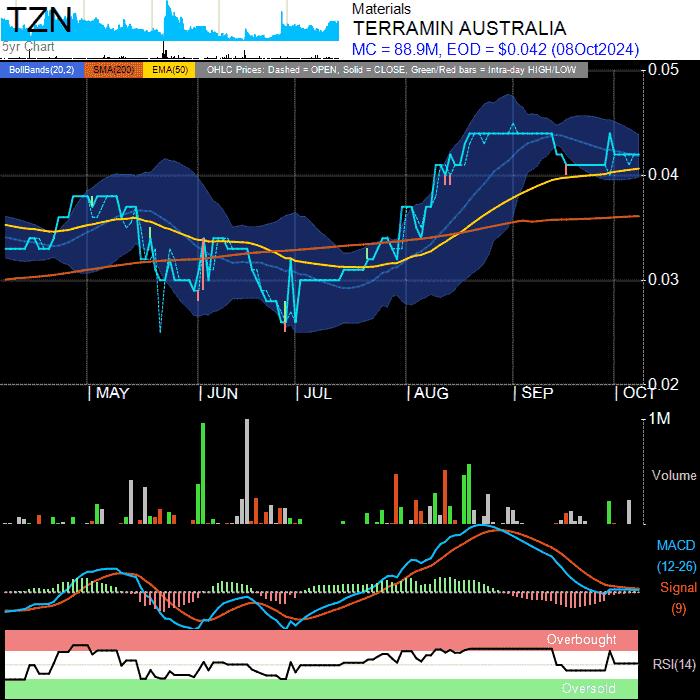 TZN
5yr Chart
Materials
TERRAMIN AUSTRALIA
MC = 88.9M, EOD = $0.042 (08Oct2024)
BollBands(20,2) SMA(200) EMA(50) OHLC Prices: Dashed = OPEN, Solid = CLOSE, Green/Red bars = Intra-day HIGH/LOW
0.05
0.04
0.03
0.02
| MAY | JUN | JUL | AUG | SEP | OCT
1M
Volume
MACD
(12-26)
Signal
(9)
Overbought
RSI(14)
Oversold